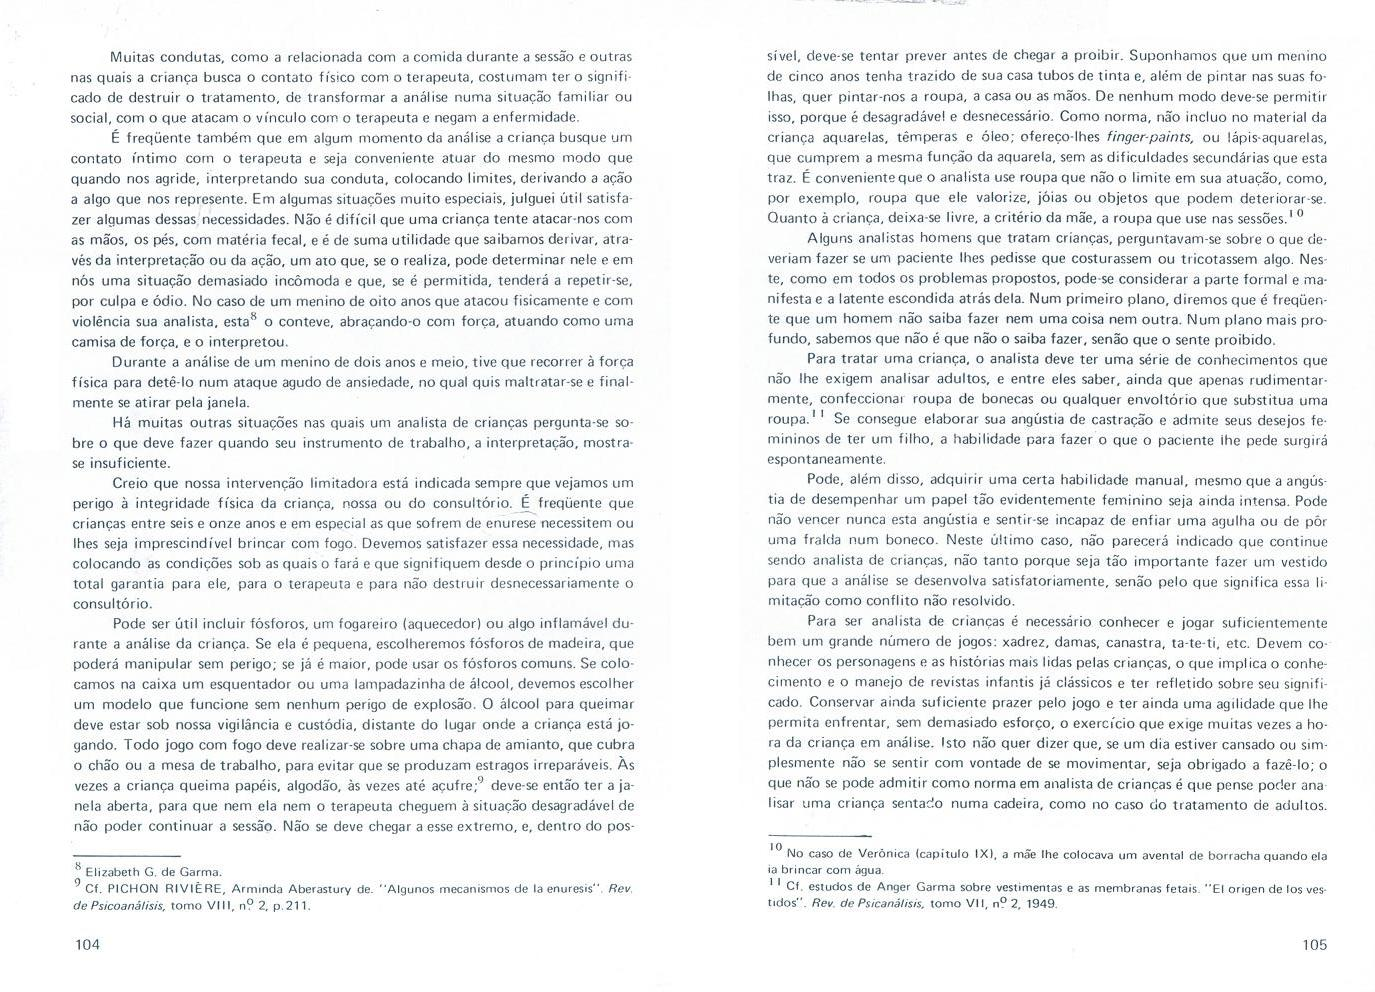 Muitas condutas, como a relacionada com a comida durante a sessão e outras
nas quais a criança busca o contato físico com o terapeuta, costumam ter o signifi-
cado de destruir o tratamento, de transformar a análise numa situação familiar ou
social, com o que atacam o vínculo com o terapeuta e negam a enfermidade.
É freqüente também que em algum momento da análise a criança busque um
contato íntimo com o terapeuta e seja conveniente atuar do mesmo modo que
quando nos agride, interpretando sua conduta, colocando limites, derivando a ação
a algo que nos represente. Em algumas situações muito especiais, julguei útil satisfa-
zer algumas dessas necessidades. Não é difícil que uma criança tente atacar-nos com
as mãos, os pés, com matéria fecal, e é de suma utilidade que saibamos derivar, atra-
vés da interpretação ou da ação, um ato que, se o realiza, pode determinar nele e em
nós uma situação demasiado incômoda e que, se é permitida, tenderá a repetir-se,
por culpa e ódio. No caso de um menino de oito anos que atacou fisicamente e com
violência sua analista, esta⁸ o conteve, abraçando-o com força, atuando como uma
camisa de força, e o interpretou.
Durante a análise de um menino de dois anos e meio, tive que recorrer à força
física para detê-lo num ataque agudo de ansiedade, no qual quis maltratar-se e final-
mente se atirar pela janela.
Há muitas outras situações nas quais um analista de crianças pergunta-se so-
bre o que deve fazer quando seu instrumento de trabalho, a interpretação, mostra-
se insuficiente.
Creio que nossa intervenção limitadora está indicada sempre que vejamos um
perigo à integridade física da criança, nossa ou do consultório. É freqüente que
crianças entre seis e onze anos e em especial as que sofrem de enurese necessitem ou
lhes seja imprescindível brincar com fogo. Devemos satisfazer essa necessidade, mas
colocando as condições sob as quais o fará e que signifiquem desde o princípio uma
total garantia para ele, para o terapeuta e para não destruir desnecessariamente o
consultório.
Pode ser útil incluir fósforos, um fogareiro (aquecedor) ou algo inflamável du-
rante a análise da criança. Se ela é pequena, escolheremos fósforos de madeira, que
poderá manipular sem perigo; se já é maior, pode usar os fósforos comuns. Se colo-
camos na caixa um esquentador ou uma lampadazinha de álcool, devemos escolher
um modelo que funcione sem nenhum perigo de explosão. O álcool para queimar
deve estar sob nossa vigilância e custódia, distante do lugar onde a criança está jo-
gando. Todo jogo com fogo deve realizar-se sobre uma chapa de amianto, que cubra
o chão ou a mesa de trabalho, para evitar que se produzam estragos irreparáveis. Às
vezes a criança queima papéis, algodão, às vezes até açufre;⁹ deve-se então ter a ja-
nela aberta, para que nem ela nem o terapeuta cheguem à situação desagradável de
não poder continuar a sessão. Não se deve chegar a esse extremo, e, dentro do pos-
⁸ Elizabeth G. de Garma.
⁹ Cf. PICHON RIVIÈRE, Arminda Aberastury de. "Algunos mecanismos de la enuresis". Rev.
de Psicoanálisis, tomo VIII, nº 2, p.211.
104
sível, deve-se tentar prever antes de chegar a proibir. Suponhamos que um menino
de cinco anos tenha trazido de sua casa tubos de tinta e, além de pintar nas suas fo-
lhas, quer pintar-nos a roupa, a casa ou as mãos. De nenhum modo deve-se permitir
isso, porque é desagradável e desnecessário. Como norma, não incluo no material da
criança aquarelas, têmperas e óleo; ofereço-lhes finger-paints, ou lápis-aquarelas,
que cumprem a mesma função da aquarela, sem as dificuldades secundárias que esta
traz. É conveniente que o analista use roupa que não o limite em sua atuação, como,
por exemplo, roupa que ele valorize, jóias ou objetos que podem deteriorar-se.
Quanto à criança, deixa-se livre, a critério da mãe, a roupa que use nas sessões.¹⁰
Alguns analistas homens que tratam crianças, perguntavam-se sobre o que de-
veriam fazer se um paciente lhes pedisse que costurassem ou tricotassem algo. Nes-
te, como em todos os problemas propostos, pode-se considerar a parte formal e ma-
nifesta e a latente escondida atrás dela. Num primeiro plano, diremos que é freqüen-
te que um homem não saiba fazer nem uma coisa nem outra. Num plano mais pro-
fundo, sabemos que não é que não o saiba fazer, senão que o sente proibido.
Para tratar uma criança, o analista deve ter uma série de conhecimentos que
não lhe exigem analisar adultos, e entre eles saber, ainda que apenas rudimentar-
mente, confeccionar roupa de bonecas ou qualquer envoltório que substitua uma
roupa.¹¹ Se consegue elaborar sua angústia de castração e admite seus desejos fe-
mininos de ter um filho, a habilidade para fazer o que o paciente lhe pede surgirá
espontaneamente.
Pode, além disso, adquirir uma certa habilidade manual, mesmo que a angús-
tia de desempenhar um papel tão evidentemente feminino seja ainda intensa. Pode
não vencer nunca esta angústia e sentir-se incapaz de enfiar uma agulha ou de pôr
uma fralda num boneco. Neste último caso, não parecerá indicado que continue
sendo analista de crianças, não tanto porque seja tão importante fazer um vestido
para que a análise se desenvolva satisfatoriamente, senão pelo que significa essa li-
mitação como conflito não resolvido.
Para ser analista de crianças é necessário conhecer e jogar suficientemente
bem um grande número de jogos: xadrez, damas, canastra, ta-te-ti, etc. Devem co-
nhecer os personagens e as histórias mais lidas pelas crianças, o que implica o conhe-
cimento e o manejo de revistas infantis já clássicos e ter refletido sobre seu signifi-
cado. Conservar ainda suficiente prazer pelo jogo e ter ainda uma agilidade que lhe
permita enfrentar, sem demasiado esforço, o exercício que exige muitas vezes a ho-
ra da criança em análise. Isto não quer dizer que, se um dia estiver cansado ou sim-
plesmente não se sentir com vontade de se movimentar, seja obrigado a fazê-lo; o
que não se pode admitir como norma em analista de crianças é que pense poder ana
lisar uma criança sentado numa cadeira, como no caso do tratamento de adultos.
¹⁰ No caso de Verônica (capítulo IX), a mãe lhe colocava um avental de borracha quando ela
ia brincar com água.
¹¹ Cf. estudos de Anger Garma sobre vestimentas e as membranas fetais. "El origen de los ves-
tidos". Rev. de Psicanálisis, tomo VII, nº 2, 1949.
105